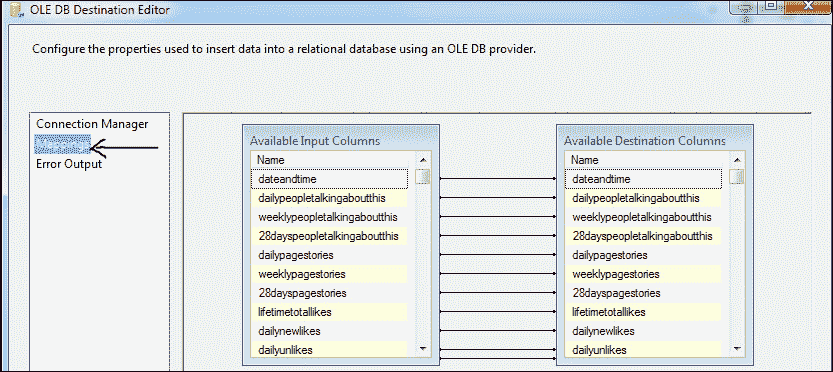 OLE DB Destination Editor
Configure the properties used to insert data into a relational database using an OLE DB provider.
Connection Manager
Error Output
Available Input Columns
Name
dateandtime
dailypeopletalkingaboutthis
weeklypeopletalkingaboutthis
28dayspeopletalkingaboutthis
dailypagestories
weeklypagestories
28dayspagestories
lifetimetotallikes
dailynewlikes
dailyunlikes
Available Destination Columns
Name
dateandtime
dailypeopletalkingaboutthis
weeklypeopletalkingaboutthis
28dayspeopletalkingaboutthis
dailypagestories
weeklypagestories
28dayspagestories
lifetimetotallikes
dailynewlikes
dailyunlikes